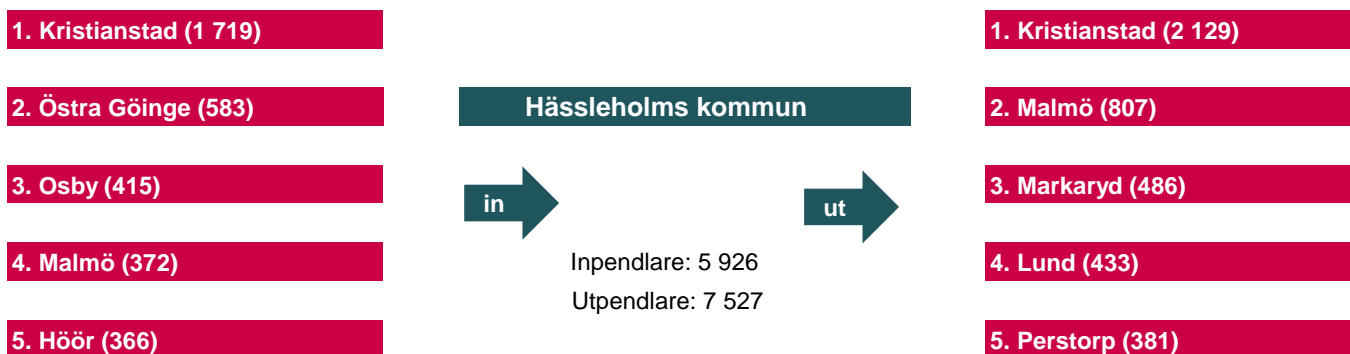 1. Kristianstad (1 719)
2. Östra Göinge (583)
3. Osby (415)
4. Malmö (372)
5. Höör (366)
Hässleholms kommun
in
ut
Inpendlare: 5 926
Utpendlare: 7 527
1. Kristianstad (2 129)
2. Malmö (807)
3. Markaryd (486)
4. Lund (433)
5. Perstorp (381)